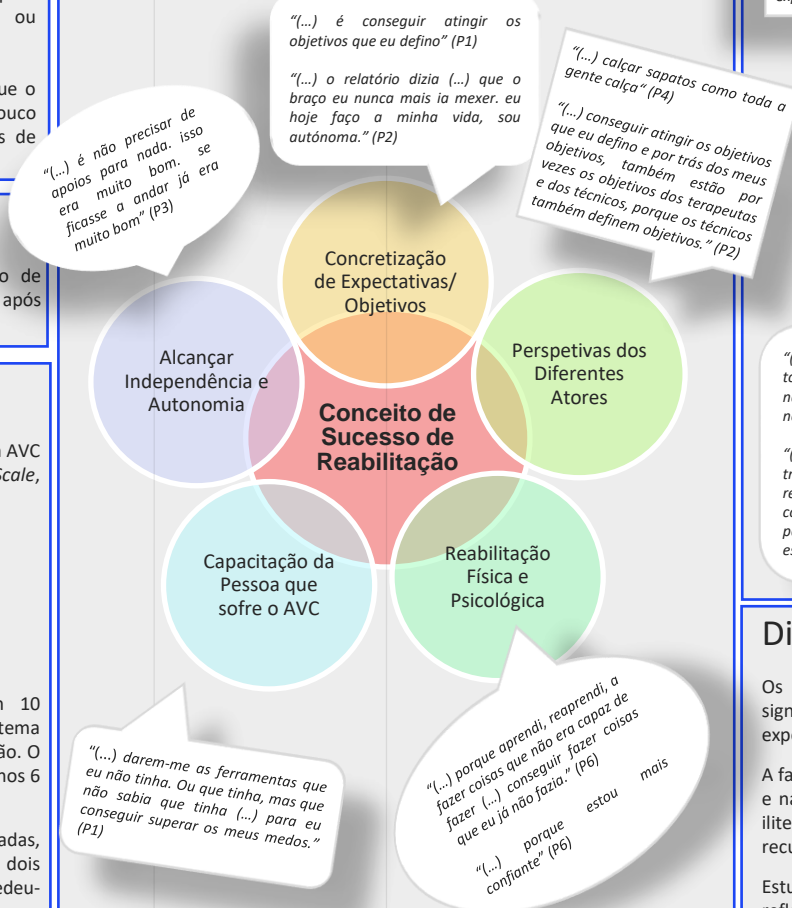 ou
ue o
ouco
s de
o de
após
AVC
Scale,
10
tema
ão. O
nos 6
adas,
dois
edeu-
"(…) é conseguir atingir os
objetivos que eu defino" (P1)
"(…) o relatório dizia (…) que o
braço eu nunca mais ia mexer. eu
hoje faço a minha vida, sou
autónoma." (P2)
"(…) calçar sapatos como toda a
gente calça" (P4)
"(…) conseguir atingir os objetivos
que eu defino e por trás dos meus
objetivos, também estão por
vezes os objetivos dos terapeutas
e dos técnicos, porque os técnicos
também definem objetivos." (P2)
"(…) é não precisar de
apoios para nada. isso
era muito bom. se
ficasse a andar já era
muito bom" (P3)
Concretização
de Expectativas/
Objetivos
Alcançar
Independência e
Autonomia
Perspetivas dos
Diferentes
Atores
Conceito de
Sucesso de
Reabilitação
Capacitação da
Pessoa que
sofre o AVC
Reabilitação
Física e
Psicológica
"(…) darem-me as ferramentas que
eu não tinha. Ou que tinha, mas que
não sabia que tinha (…) para eu
conseguir superar os meus medos."
(P1)
"(…) porque aprendi, reaprendi, a
fazer coisas que não era capaz de
fazer (…) conseguir fazer coisas
que eu já não fazia." (P6)
"(…) porque estou mais
confiante" (P6)
Di
Os
sign
expe
A fa
e na
ilite
recu
Estu